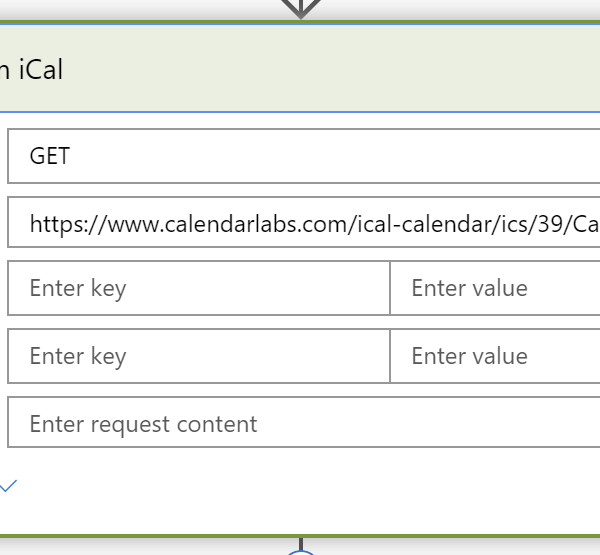 iCal
GET
https://www.calendarlabs.com/ical-calendar/ics/39/Ca
Enter key Enter value
Enter key Enter value
Enter request content